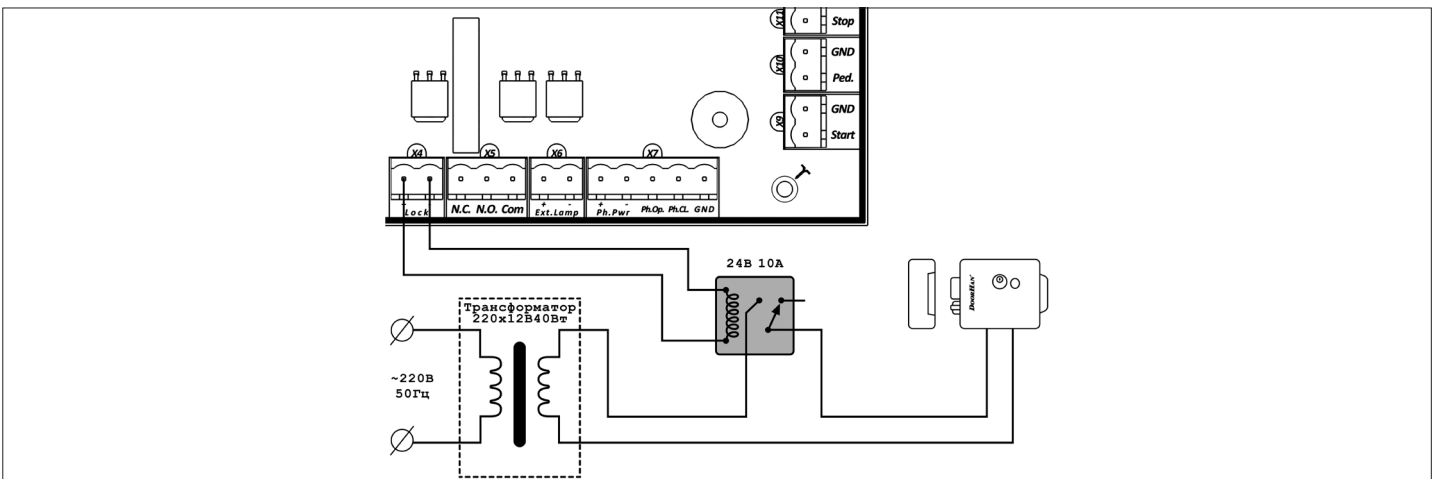 X11
Stop
X10
GND
Ped.
X9
GND
Start
X4
X5
X6
X7
- Lock
N.C. N.O. Com
+ -
Ext.Lamp
+ -
Ph.Pwr
Ph.Op. Ph.CL. GND
24В 10А
DOORHAN
Трансформатор
220х12В40Вт
~220В
50Гц